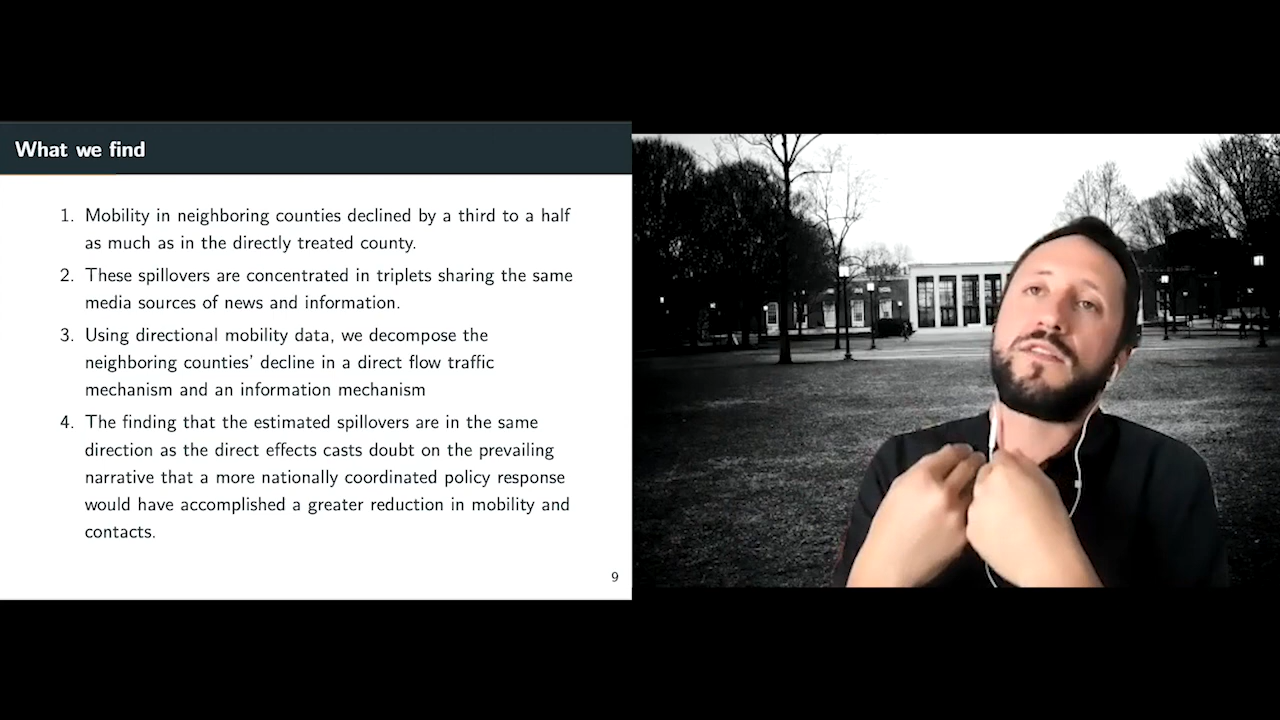 What we find
1. Mobility in neighboring counties declined by a third to a half
as much as in the directly treated county.
2. These spillovers are concentrated in triplets sharing the same
media sources of news and information.
3. Using directional mobility data, we decompose the
neighboring counties' decline in a direct flow traffic
mechanism and an information mechanism
4. The finding that the estimated spillovers are in the same
direction as the direct effects casts doubt on the prevailing
narrative that a more nationally coordinated policy response
would have accomplished a greater reduction in mobility and
contacts.
9